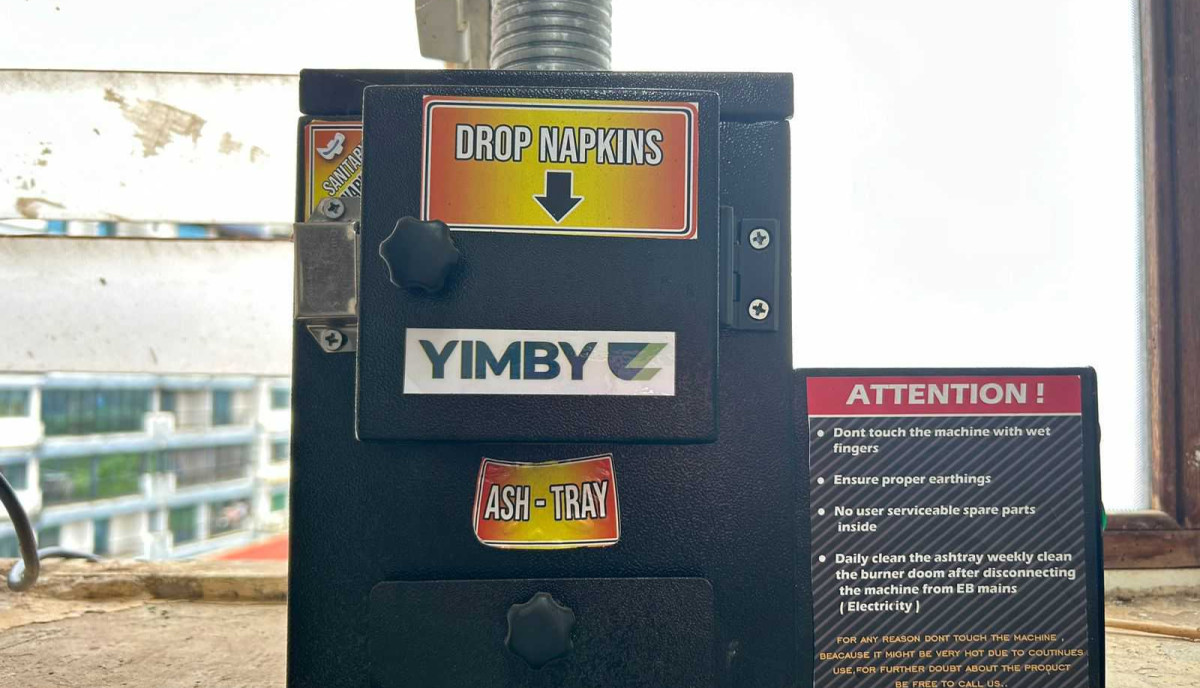 DROP NAPKINS
SANITARY
YIMBY
ASH - TRAY
ATTENTION !
• Dont touch the machine with wet
fingers
• Ensure proper earthings
• No user serviceable spare parts
inside
• Daily clean the ashtray weekly clean
the burner doom after disconnecting
the machine from EB mains
( Electricity )
FOR ANY REASON DONT TOUCH THE MACHINE ,
BEACAUSE IT MIGHT BE VERY HOT DUE TO COUTINUES
USE,FOR FURTHER DOUBT ABOUT THE PRODUCT
BE FREE TO CALL US..